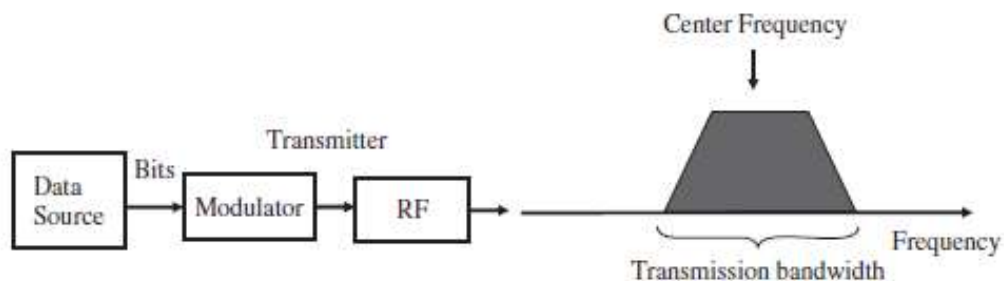 Center Frequency
Transmitter
Bits
Data
Source
Modulator
RF
Frequency
Transmission bandwidth